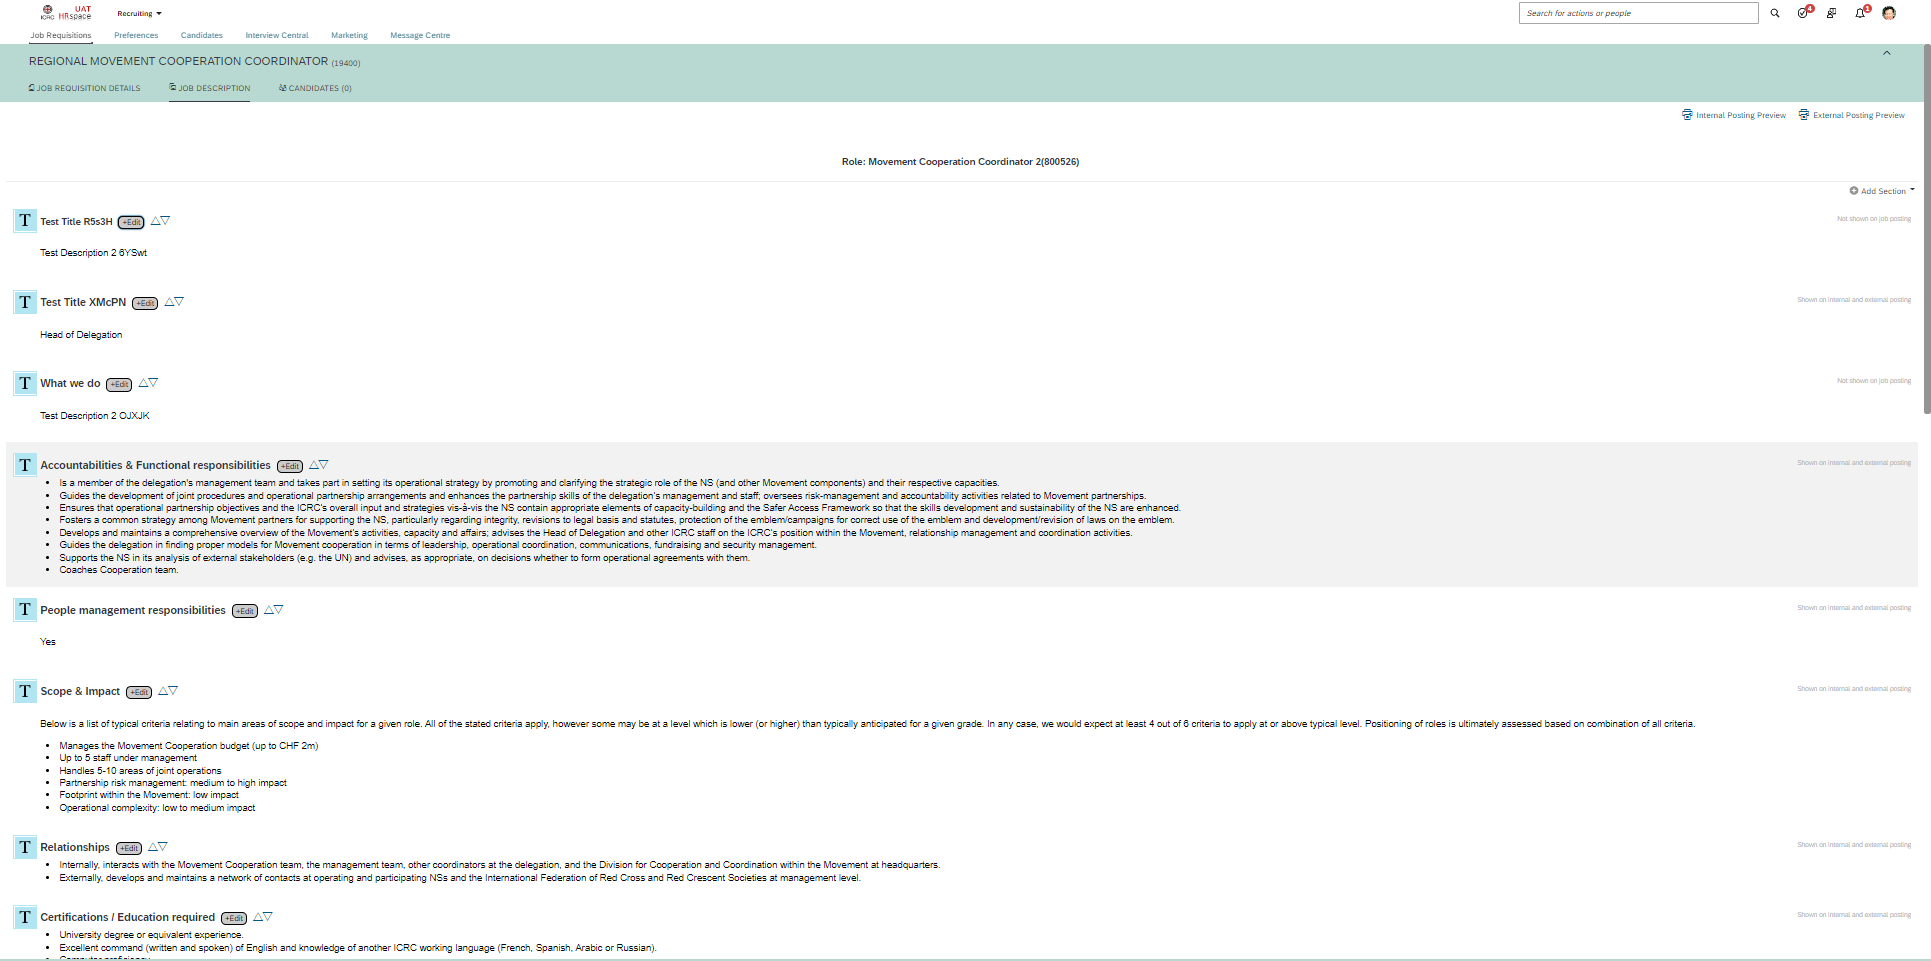 ICRC UAT HRspace Recruiting Search for actions or people 4 1
Job Requisitions Preferences Candidates Interview Central Marketing Message Centre
REGIONAL MOVEMENT COOPERATION COORDINATOR (19400)
JOB REQUISITION DETAILS JOB DESCRIPTION CANDIDATES (0)
Internal Posting Preview External Posting Preview
Role: Movement Cooperation Coordinator 2(800526)
Add Section
T Test Title R5s3H +Edit Not shown on job posting
Test Description 2 6YSwt
T Test Title XMcPN +Edit Shown on internal and external posting
Head of Delegation
T What we do +Edit Not shown on job posting
Test Description 2 OJXJK
T Accountabilities & Functional responsibilities +Edit Shown on internal and external posting
• Is a member of the delegation's management team and takes part in setting its operational strategy by promoting and clarifying the strategic role of the NS (and other Movement components) and their respective capacities.
• Guides the development of joint procedures and operational partnership arrangements and enhances the partnership skills of the delegation's management and staff; oversees risk-management and accountability activities related to Movement partnerships.
• Ensures that operational partnership objectives and the ICRC's overall input and strategies vis-à-vis the NS contain appropriate elements of capacity-building and the Safer Access Framework so that the skills development and sustainability of the NS are enhanced.
• Fosters a common strategy among Movement partners for supporting the NS, particularly regarding integrity, revisions to legal basis and statutes, protection of the emblem/campaigns for correct use of the emblem and development/revision of laws on the emblem.
• Develops and maintains a comprehensive overview of the Movement's activities, capacity and affairs; advises the Head of Delegation and other ICRC staff on the ICRC's position within the Movement, relationship management and coordination activities.
• Guides the delegation in finding proper models for Movement cooperation in terms of leadership, operational coordination, communications, fundraising and security management.
• Supports the NS in its analysis of external stakeholders (e.g. the UN) and advises, as appropriate, on decisions whether to form operational agreements with them.
• Coaches Cooperation team.
T People management responsibilities +Edit Shown on internal and external posting
Yes
T Scope & Impact +Edit Shown on internal and external posting
Below is a list of typical criteria relating to main areas of scope and impact for a given role. All of the stated criteria apply, however some may be at a level which is lower (or higher) than typically anticipated for a given grade. In any case, we would expect at least 4 out of 6 criteria to apply at or above typical level. Positioning of roles is ultimately assessed based on combination of all criteria.
• Manages the Movement Cooperation budget (up to CHF 2m)
• Up to 5 staff under management
• Handles 5-10 areas of joint operations
• Partnership risk management: medium to high impact
• Footprint within the Movement: low impact
• Operational complexity: low to medium impact
T Relationships +Edit Shown on internal and external posting
• Internally, interacts with the Movement Cooperation team, the management team, other coordinators at the delegation, and the Division for Cooperation and Coordination within the Movement at headquarters.
• Externally, develops and maintains a network of contacts at operating and participating NSs and the International Federation of Red Cross and Red Crescent Societies at management level.
T Certifications / Education required +Edit Shown on internal and external posting
• University degree or equivalent experience.
• Excellent command (written and spoken) of English and knowledge of another ICRC working language (French, Spanish, Arabic or Russian).
• Computer proficiency.